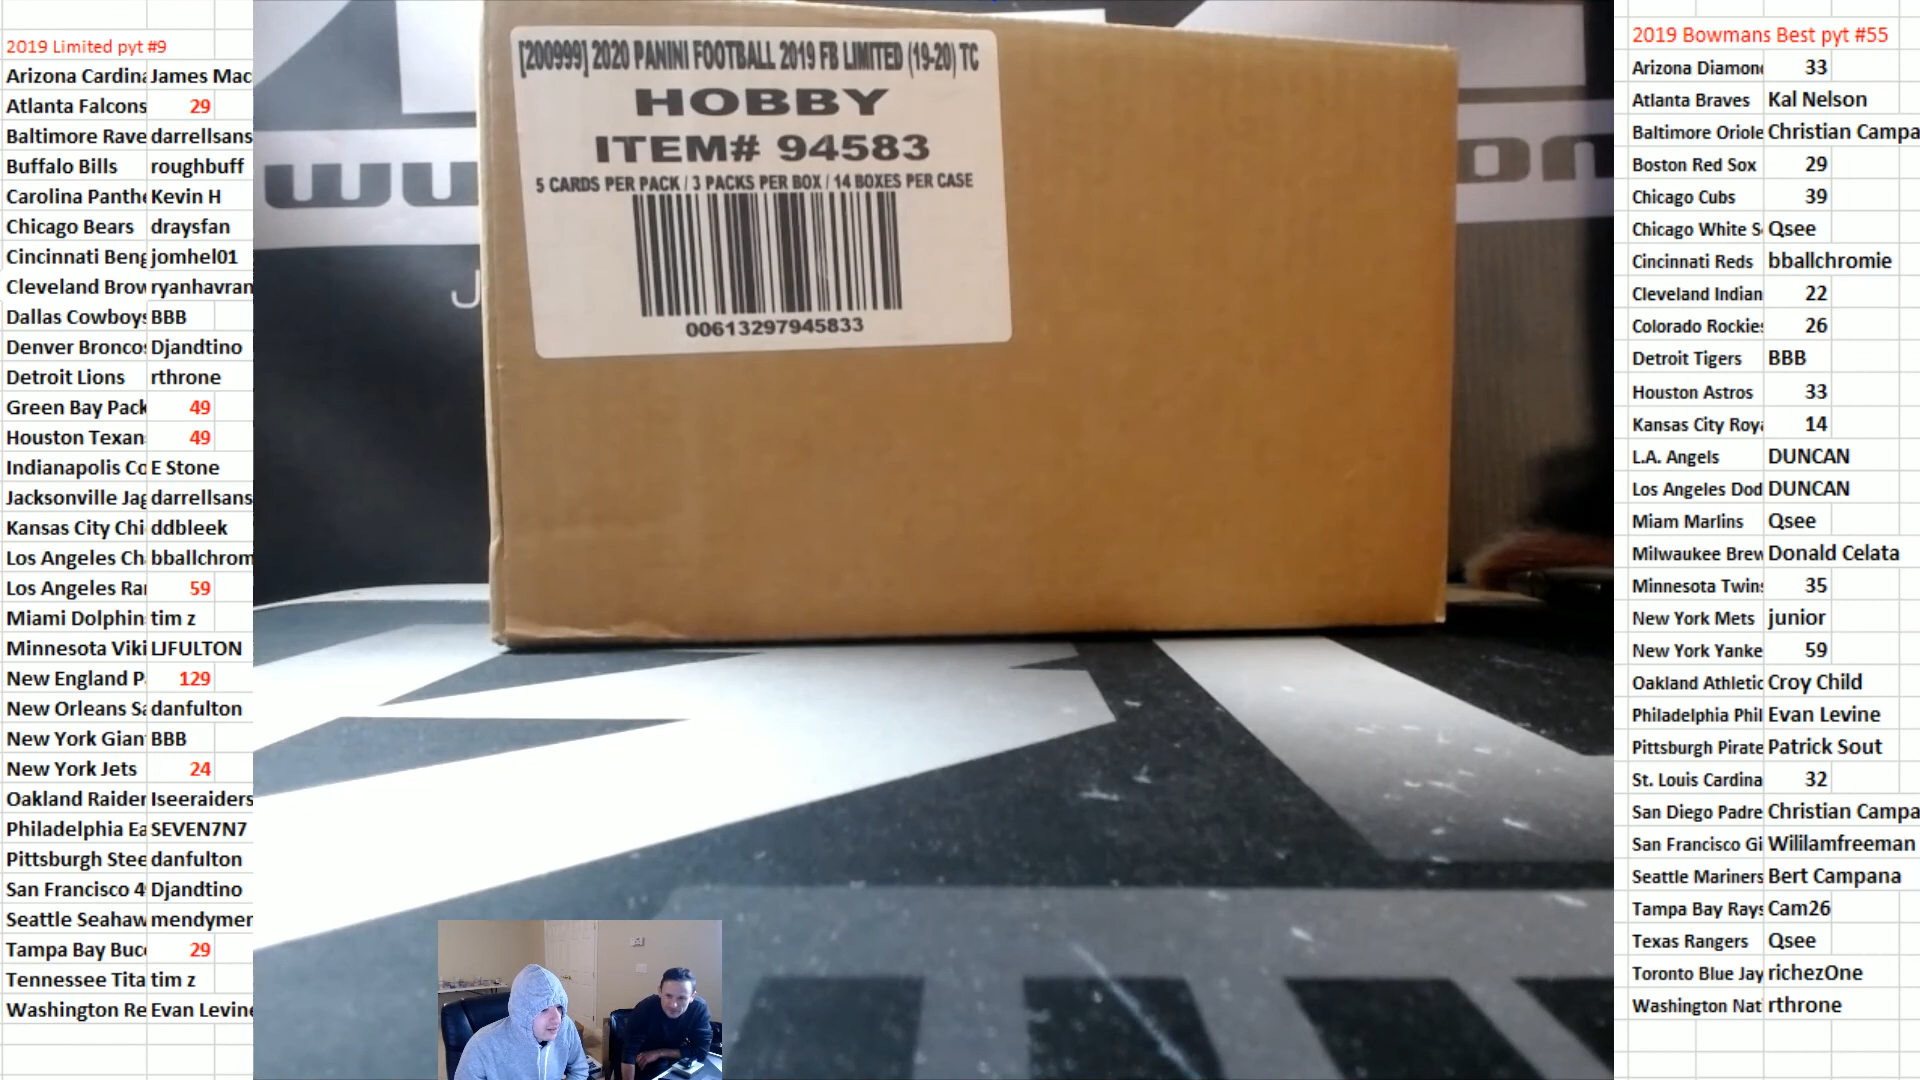 2019 Limited pyt #9
Arizona Cardina James Mac
Atlanta Falcons 29
Baltimore Rave darrellsans
Buffalo Bills roughbuff
Carolina Panthe Kevin H
Chicago Bears draysfan
Cincinnati Beng jomhel01
Cleveland Brow ryanhavran
Dallas Cowboys BBB
Denver Broncos Djandtino
Detroit Lions rthrone
Green Bay Pack 49
Houston Texan 49
Indianapolis Co E Stone
Jacksonville Jag darrellsans
Kansas City Chi ddbleek
Los Angeles Ch bballchrom
Los Angeles Ra 59
Miami Dolphin tim z
Minnesota Viki LJFULTON
New England P 129
New Orleans Sa danfulton
New York Gian BBB
New York Jets 24
Oakland Raider Iseeraiders
Philadelphia Ea SEVEN7N7
Pittsburgh Stee danfulton
San Francisco 4 Djandtino
Seattle Seahaw mendymer
Tampa Bay Bucc 29
Tennessee Tita tim z
Washington Re Evan Levine
[200999] 2020 PANINI FOOTBALL 2019 FB LIMITED (19-20) TC
HOBBY
ITEM# 94583
5 CARDS PER PACK / 3 PACKS PER BOX / 14 BOXES PER CASE
00613297945833
2019 Bowmans Best pyt #55
Arizona Diamon 33
Atlanta Braves Kal Nelson
Baltimore Oriole Christian Campa
Boston Red Sox 29
Chicago Cubs 39
Chicago White S Qsee
Cincinnati Reds bballchromie
Cleveland Indian 22
Colorado Rockies 26
Detroit Tigers BBB
Houston Astros 33
Kansas City Roya 14
L.A. Angels DUNCAN
Los Angeles Dod DUNCAN
Miam Marlins Qsee
Milwaukee Brew Donald Celata
Minnesota Twins 35
New York Mets junior
New York Yanke 59
Oakland Athletic Croy Child
Philadelphia Phil Evan Levine
Pittsburgh Pirate Patrick Sout
St. Louis Cardina 32
San Diego Padre Christian Campa
San Francisco Gi Wililamfreeman
Seattle Mariners Bert Campana
Tampa Bay Rays Cam26
Texas Rangers Qsee
Toronto Blue Jay richezOne
Washington Nat rthrone